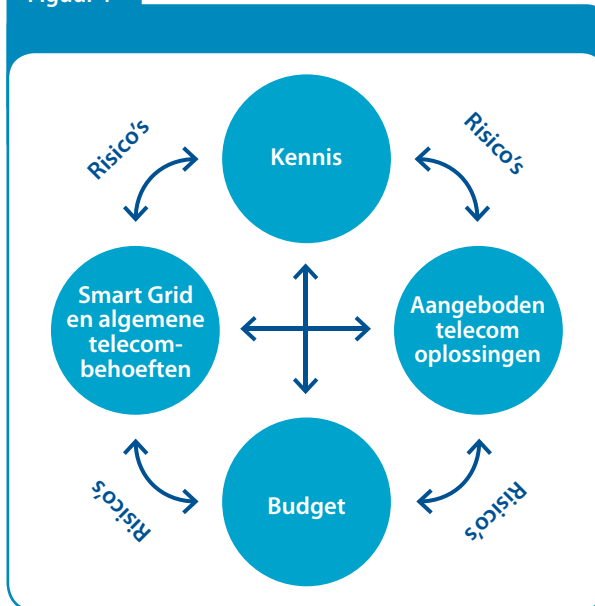 Risico's
Kennis
Risico's
Smart Grid
en algemene
telecom-
behoeften
Aangeboden
telecom
oplossingen
Risico's
Budget
Risico's